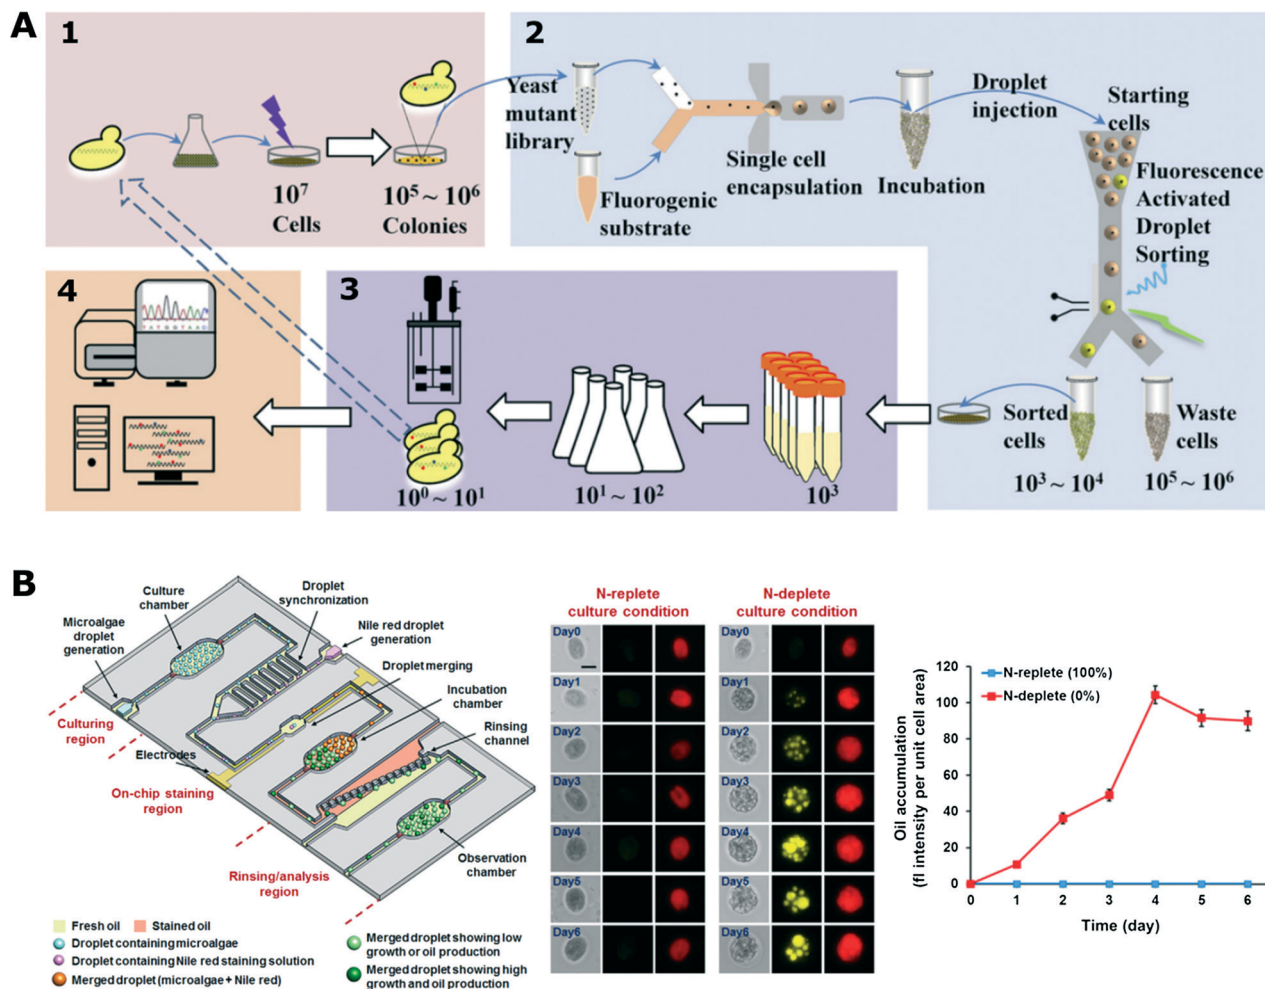 A
1
10⁷
Cells
10⁵ ~ 10⁶
Colonies
2
Yeast
mutant
library
Fluorogenic
substrate
Single cell
encapsulation
Incubation
Droplet
injection
Starting
cells
Fluorescence
Activated
Droplet
Sorting
Sorted
cells
10³ ~ 10⁴
Waste
cells
10⁵ ~ 10⁶
3
10⁰ ~ 10¹
10¹ ~ 10²
10³
4
B
Culture
chamber
Droplet
synchronization
Microalgae
droplet
generation
Nile red droplet
generation
Droplet merging
Incubation
chamber
Rinsing
channel
Culturing
region
Electrodes
On-chip staining
region
Rinsing/analysis
region
Observation
chamber
Fresh oil
Stained oil
Droplet containing microalgae
Droplet containing Nile red staining solution
Merged droplet (microalgae + Nile red)
Merged droplet showing low
growth or oil production
Merged droplet showing high
growth and oil production
N-replete
culture condition
Day0
Day1
Day2
Day3
Day4
Day5
Day6
N-deplete
culture condition
Day0
Day1
Day2
Day3
Day4
Day5
Day6
Oil accumulation
(fl intensity per unit cell area)
120
100
80
60
40
20
0
N-replete (100%)
N-deplete (0%)
0 1 2 3 4 5 6
Time (day)